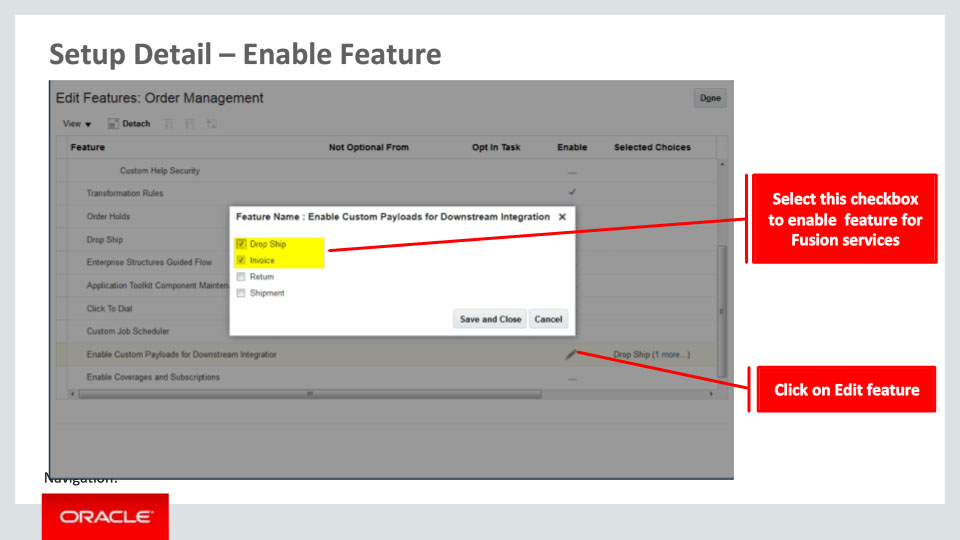 Setup Detail – Enable Feature
Edit Features: Order Management
Done
View
Detach
Feature Not Optional From Opt In Task Enable Selected Choices
Custom Help Security
Transformation Rules
Order Holds
Drop Ship
Enterprise Structures Guided Flow
Application Toolkit Component Mainten
Click To Dial
Custom Job Scheduler
Enable Custom Payloads for Downstream Integration
Drop Ship (1 more...)
Enable Coverages and Subscriptions
Feature Name : Enable Custom Payloads for Downstream Integration
Drop Ship
Invoice
Return
Shipment
Save and Close Cancel
Select this checkbox
to enable feature for
Fusion services
Click on Edit feature
Navigation:
ORACLE